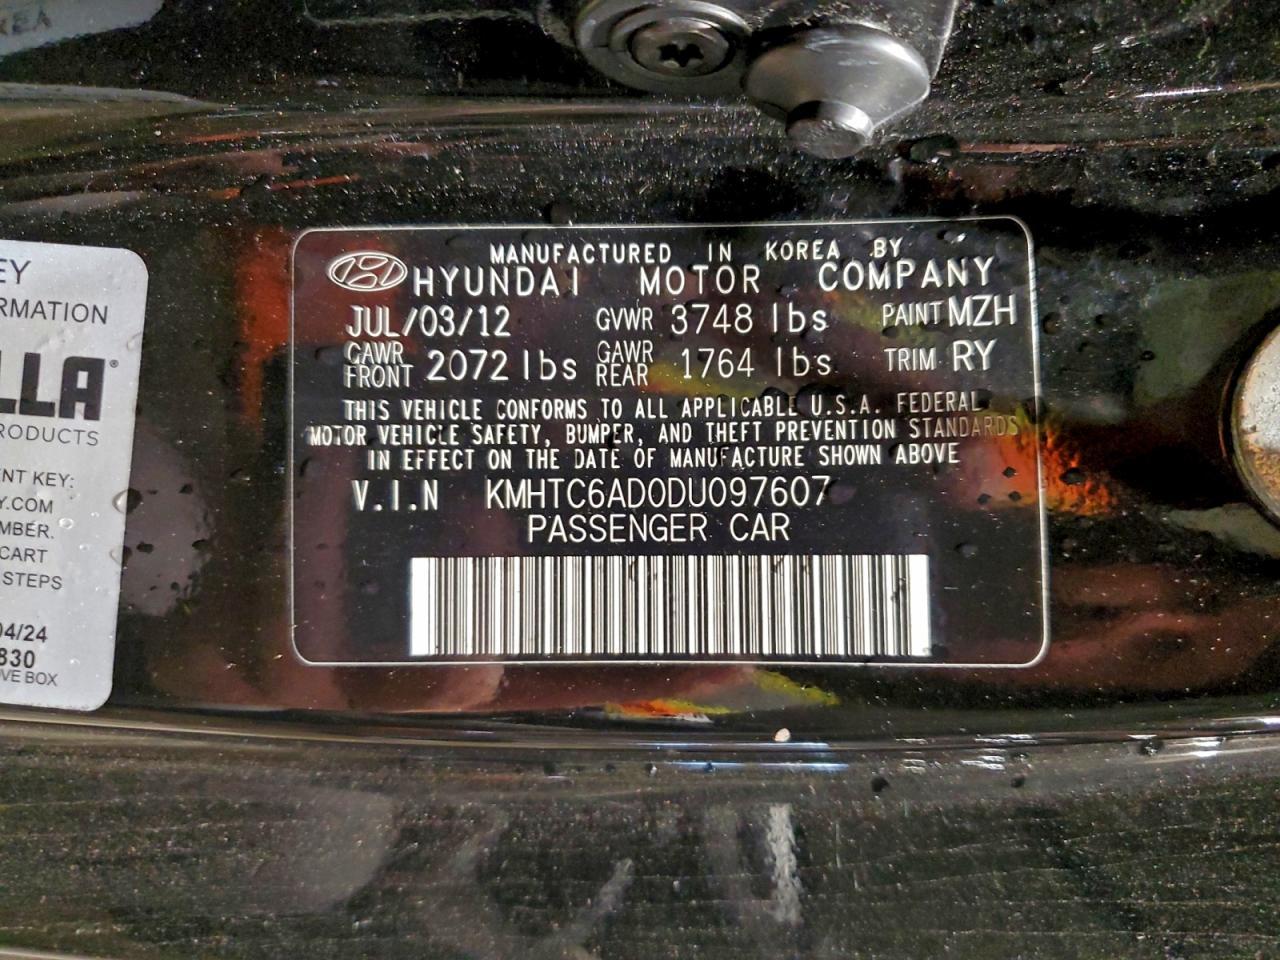 EY
ORMATION
LLA®
RODUCTS
NT KEY:
Y.COM
MBER.
CART
STEPS
04/24
830
OVE BOX
MANUFACTURED IN KOREA BY
HYUNDAI MOTOR COMPANY
JUL/03/12 GVWR 3748 lbs PAINT MZH
GAWR FRONT 2072 lbs GAWR REAR 1764 lbs TRIM RY
THIS VEHICLE CONFORMS TO ALL APPLICABLE U.S.A. FEDERAL
MOTOR VEHICLE SAFETY, BUMPER, AND THEFT PREVENTION STANDARDS
IN EFFECT ON THE DATE OF MANUFACTURE SHOWN ABOVE
V.I.N KMHTC6AD0DU097607
PASSENGER CAR